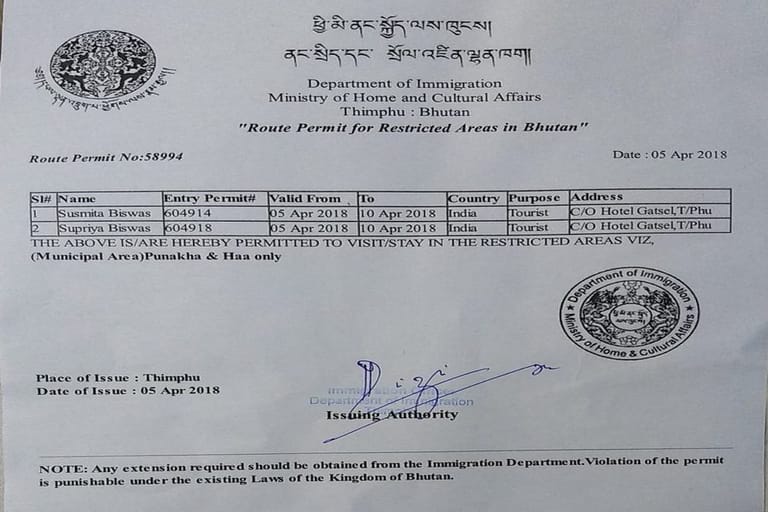 ཕྱི་མི་ནང་སྐྱོད་ལས་ཁུངས།
ནང་སྲིད་དང་ སྲོལ་འཛིན་ལྷན་ཁག།
Department of Immigration
Ministry of Home and Cultural Affairs
Thimphu : Bhutan
"Route Permit for Restricted Areas in Bhutan"
Route Permit No:58994 Date : 05 Apr 2018
Sl# Name Entry Permit# Valid From To Country Purpose Address
1 Susmita Biswas 604914 05 Apr 2018 10 Apr 2018 India Tourist C/O Hotel Gatsel,T/Phu
2 Supriya Biswas 604918 05 Apr 2018 10 Apr 2018 India Tourist C/O Hotel Gatsel,T/Phu
THE ABOVE IS/ARE HEREBY PERMITTED TO VISIT/STAY IN THE RESTRICTED AREAS VIZ,
(Municipal Area)Punakha & Haa only
Department of Immigration
Ministry of Home & Cultural Affairs
Place of Issue : Thimphu
Date of Issue : 05 Apr 2018
Immigration
Department of Immigration
Issuing Authority
NOTE: Any extension required should be obtained from the Immigration Department.Violation of the permit
is punishable under the existing Laws of the Kingdom of Bhutan.